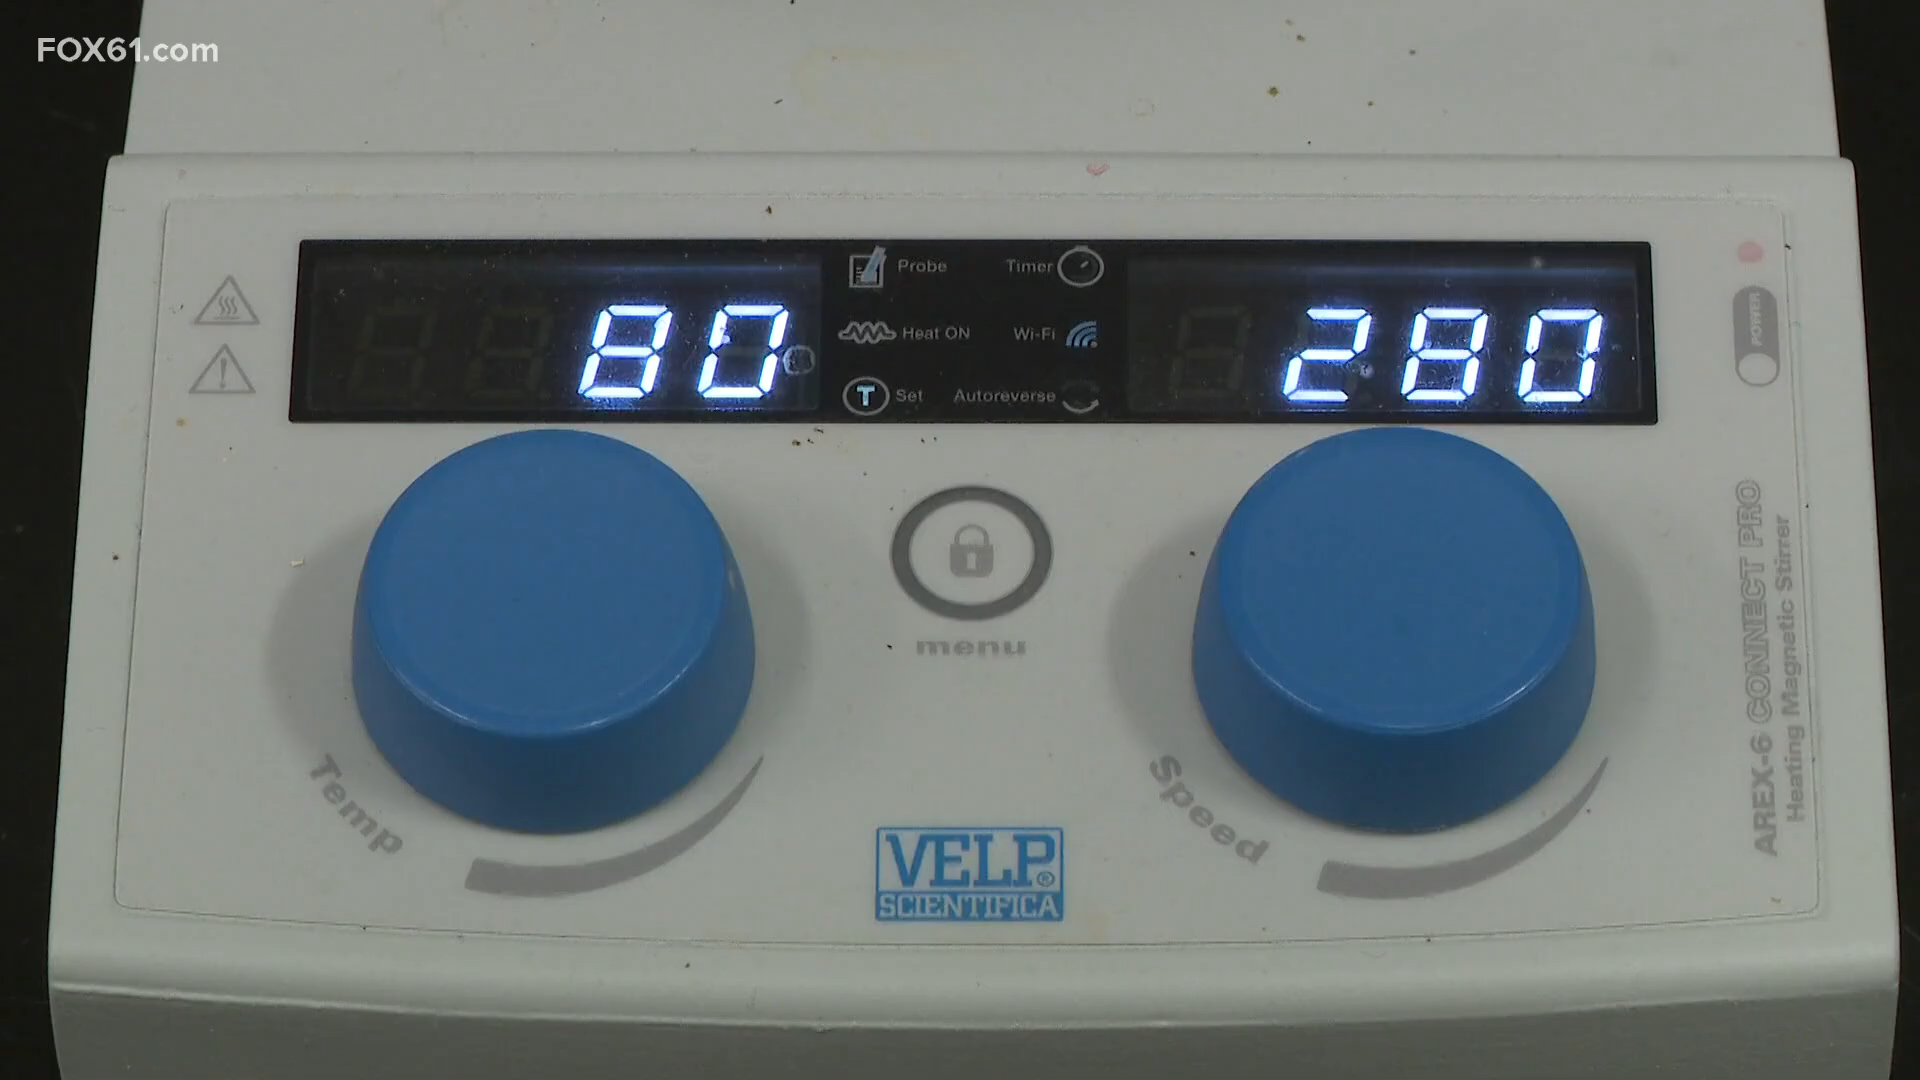 FOX61.com
80
Probe
Timer
Heat ON
Wi-Fi
T Set
Autoreverse
280
POWER
menu
Temp
Speed
VELP®
SCIENTIFICA
AREX-6 CONNECT PRO
Heating Magnetic Stirrer